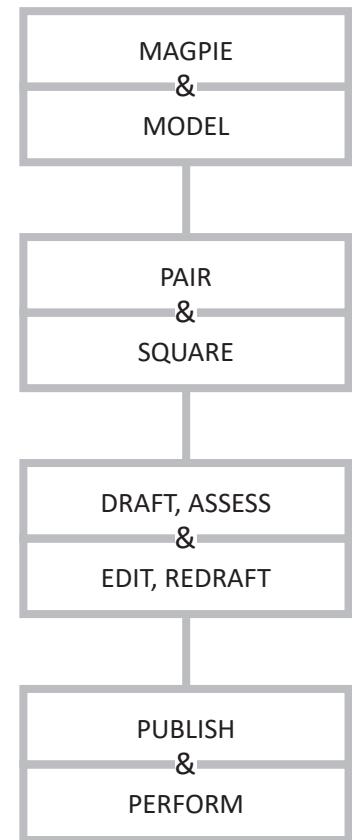 MAGPIE
&
MODEL
PAIR
&
SQUARE
DRAFT, ASSESS
&
EDIT, REDRAFT
PUBLISH
&
PERFORM